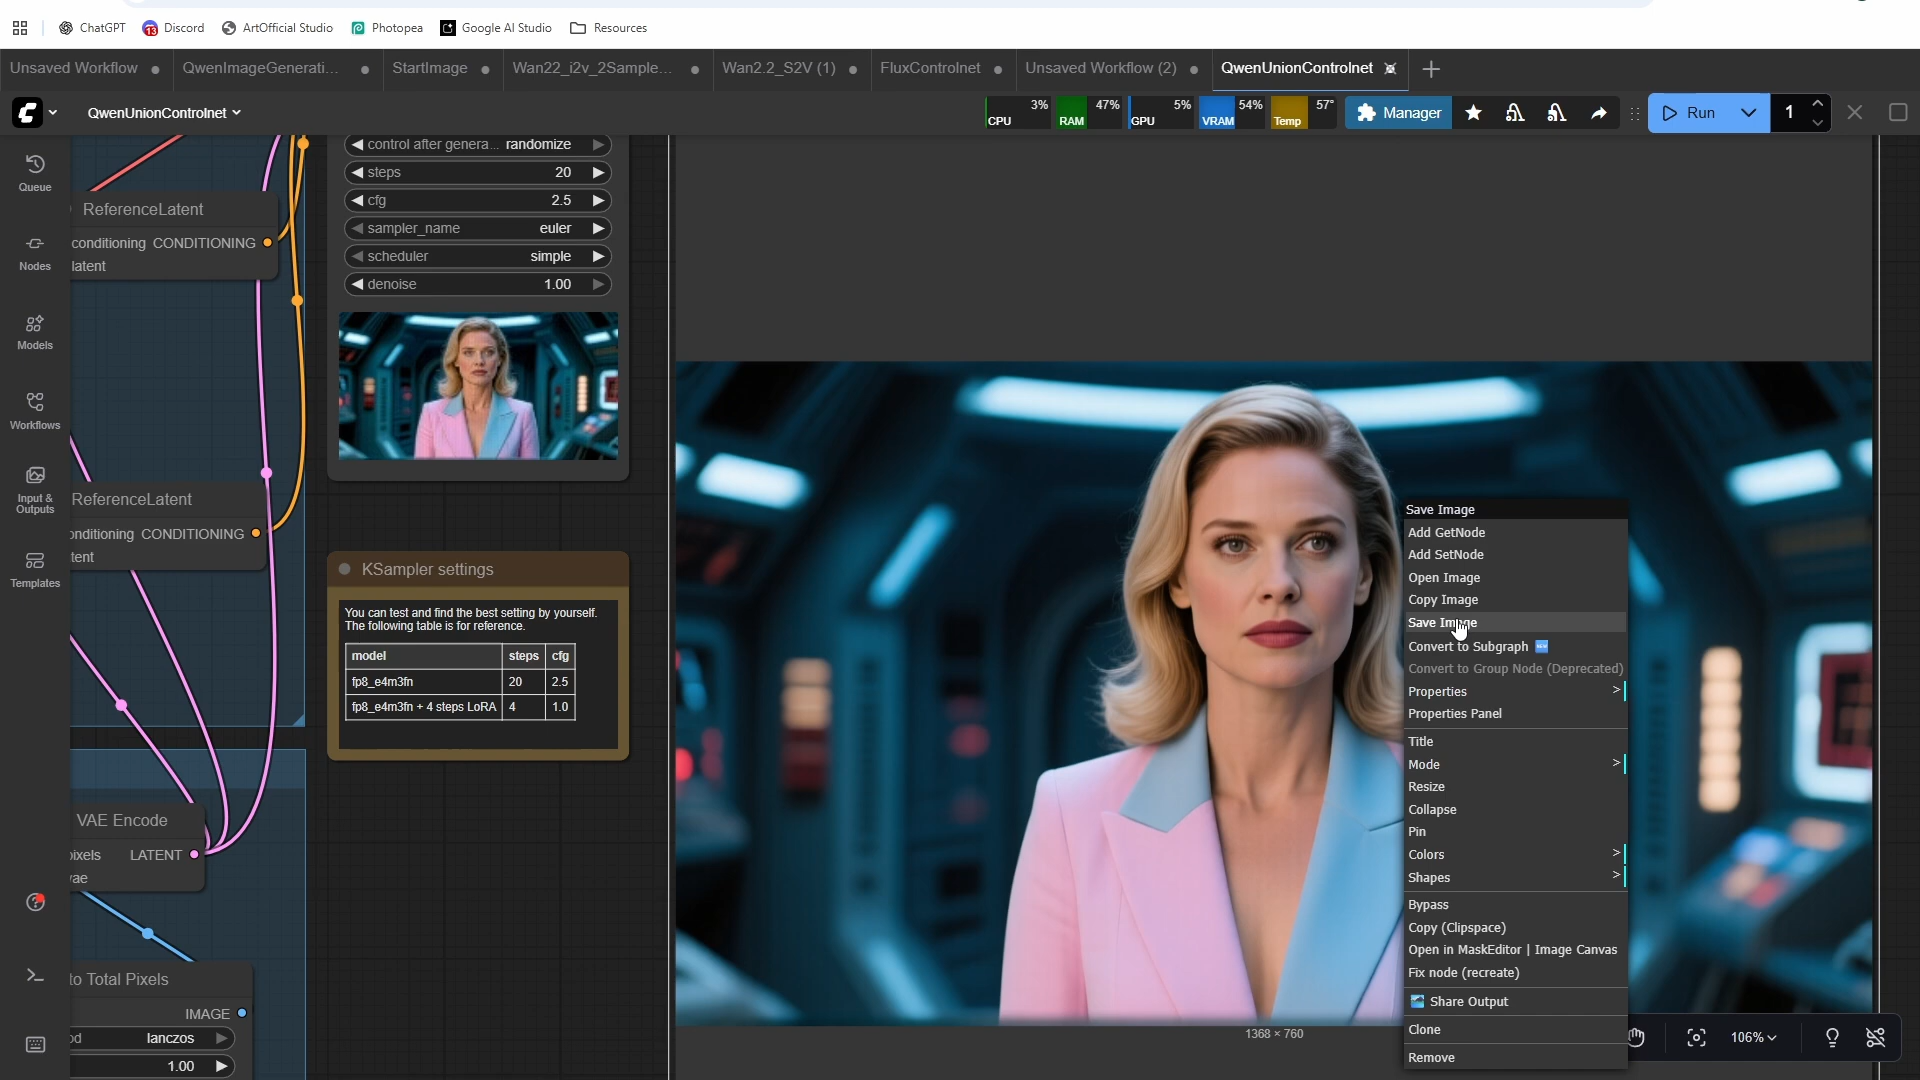 ChatGPT
13
Discord
ArtOfficial Studio
Photopea
Google AI Studio
Resources
Unsaved Workflow
QwenImageGenerati...
StartImage
Wan22_i2v_2Sample...
Wan2.2_S2V (1)
FluxControlnet
Unsaved Workflow (2)
QwenUnionControlnet
QwenUnionControlnet
CPU 3%
RAM 47%
GPU 5%
VRAM 54%
Temp 57°
Manager
Run
1
Queue
Nodes
Models
Workflows
Input &
Outputs
Templates
ReferenceLatent
conditioning CONDITIONING
latent
ReferenceLatent
onditioning CONDITIONING
tent
VAE Encode
pixels LATENT
vae
to Total Pixels
IMAGE
od lanczos
1.00
control after genera... randomize
steps 20
cfg 2.5
sampler_name euler
scheduler simple
denoise 1.00
KSampler settings
You can test and find the best setting by yourself.
The following table is for reference.
model steps cfg
fp8_e4m3fn 20 2.5
fp8_e4m3fn + 4 steps LoRA 4 1.0
Save Image
Add GetNode
Add SetNode
Open Image
Copy Image
Save Image
Convert to Subgraph
Convert to Group Node (Deprecated)
Properties >
Properties Panel
Title
Mode >
Resize
Collapse
Pin
Colors >
Shapes >
Bypass
Copy (Clipspace)
Open in MaskEditor | Image Canvas
Fix node (recreate)
Share Output
Clone
Remove
1368 × 760
106%